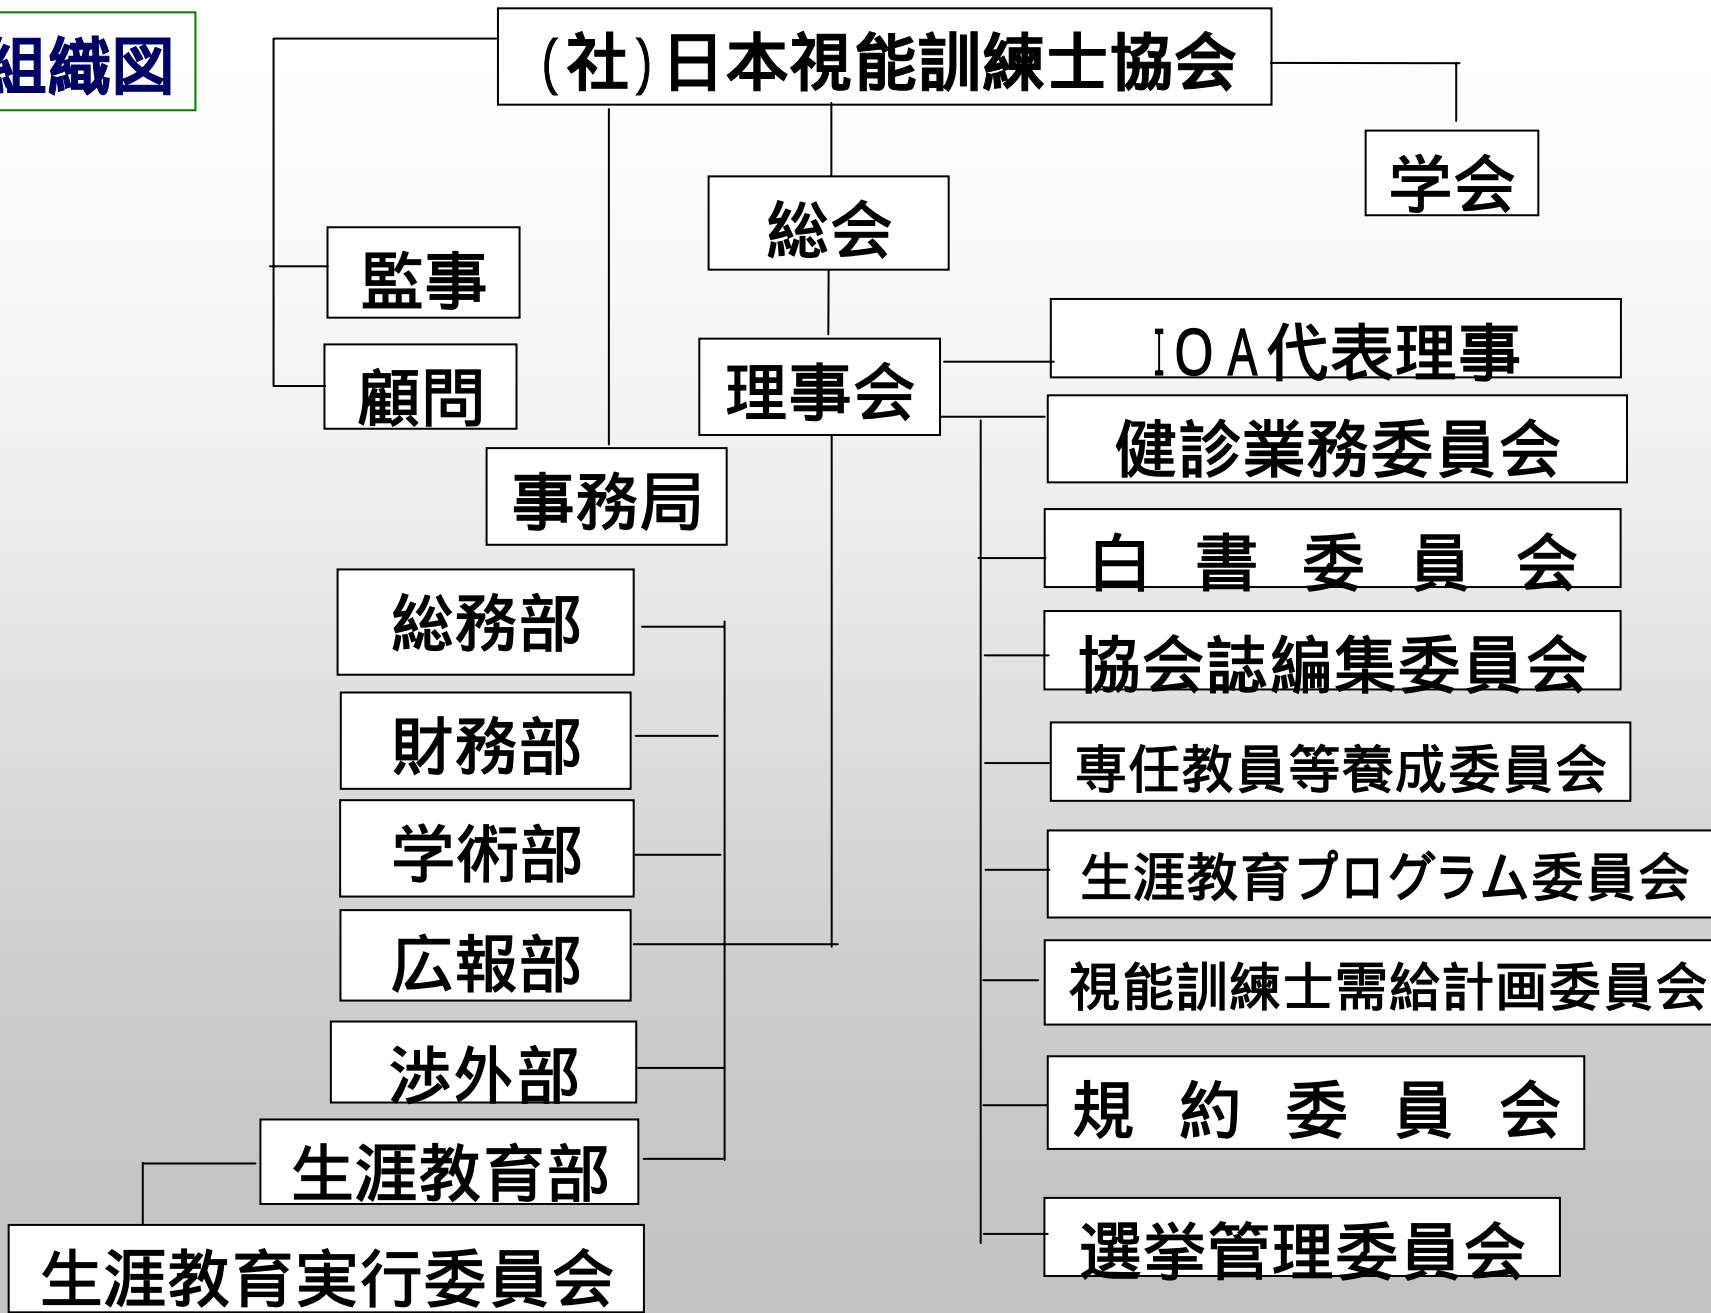 組織図
(社)日本視能訓練士協会
学会
総会
監事
顧問
理事会
事務局
IOA代表理事
健診業務委員会
白書委員会
協会誌編集委員会
専任教員等養成委員会
生涯教育プログラム委員会
視能訓練士需給計画委員会
規約委員会
選挙管理委員会
総務部
財務部
学術部
広報部
渉外部
生涯教育部
生涯教育実行委員会